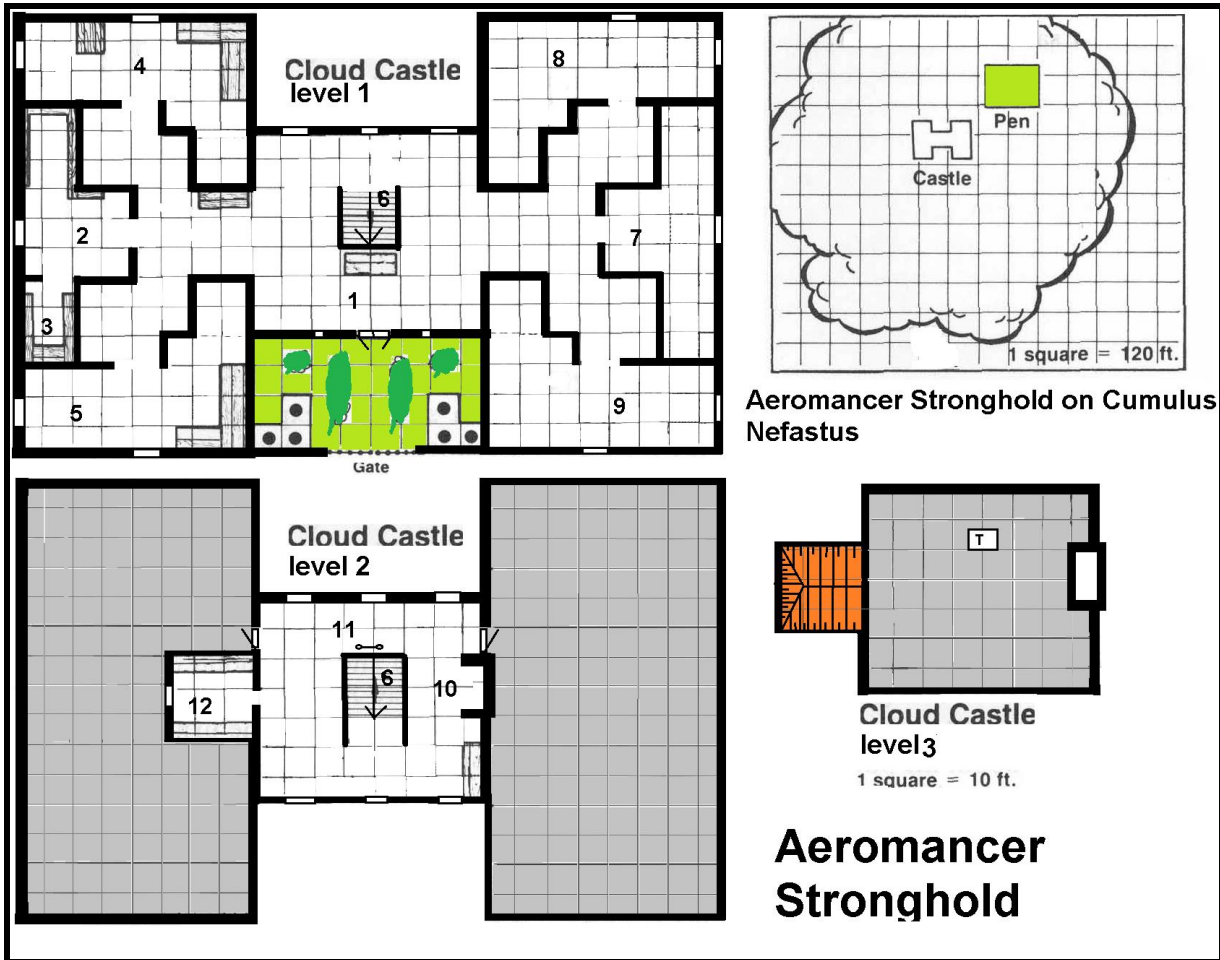 4
8
Cloud Castle
level 1
Pen
Castle
6
2
7
1
3
1 square = 120 ft.
5
9
Aeromancer Stronghold on Cumulus
Nefastus
Gate
Cloud Castle
level 2
T
11
6
10
12
Cloud Castle
level3
1 square = 10 ft.
Aeromancer
Stronghold